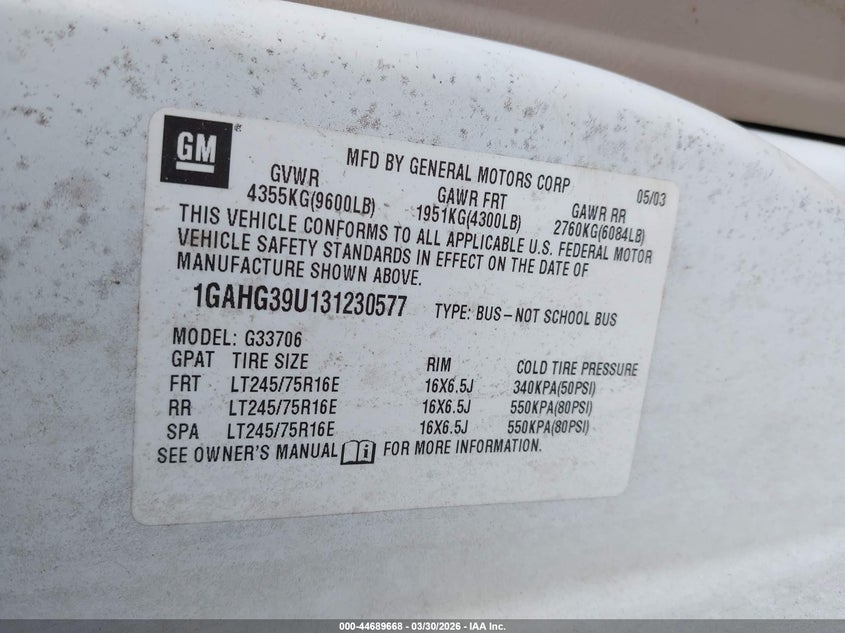 GM ®
MFD BY GENERAL MOTORS CORP 05/03
GVWR GAWR FRT GAWR RR
4355KG(9600LB) 1951KG(4300LB) 2760KG(6084LB)
THIS VEHICLE CONFORMS TO ALL APPLICABLE U.S. FEDERAL MOTOR
VEHICLE SAFETY STANDARDS IN EFFECT ON THE DATE OF
MANUFACTURE SHOWN ABOVE.
1GAHG39U131230577 TYPE: BUS–NOT SCHOOL BUS
MODEL: G33706
GPAT TIRE SIZE RIM COLD TIRE PRESSURE
FRT LT245/75R16E 16X6.5J 340KPA(50PSI)
RR LT245/75R16E 16X6.5J 550KPA(80PSI)
SPA LT245/75R16E 16X6.5J 550KPA(80PSI)
SEE OWNER'S MANUAL i FOR MORE INFORMATION.
000-44689668 — 03/30/2026 — IAA Inc.